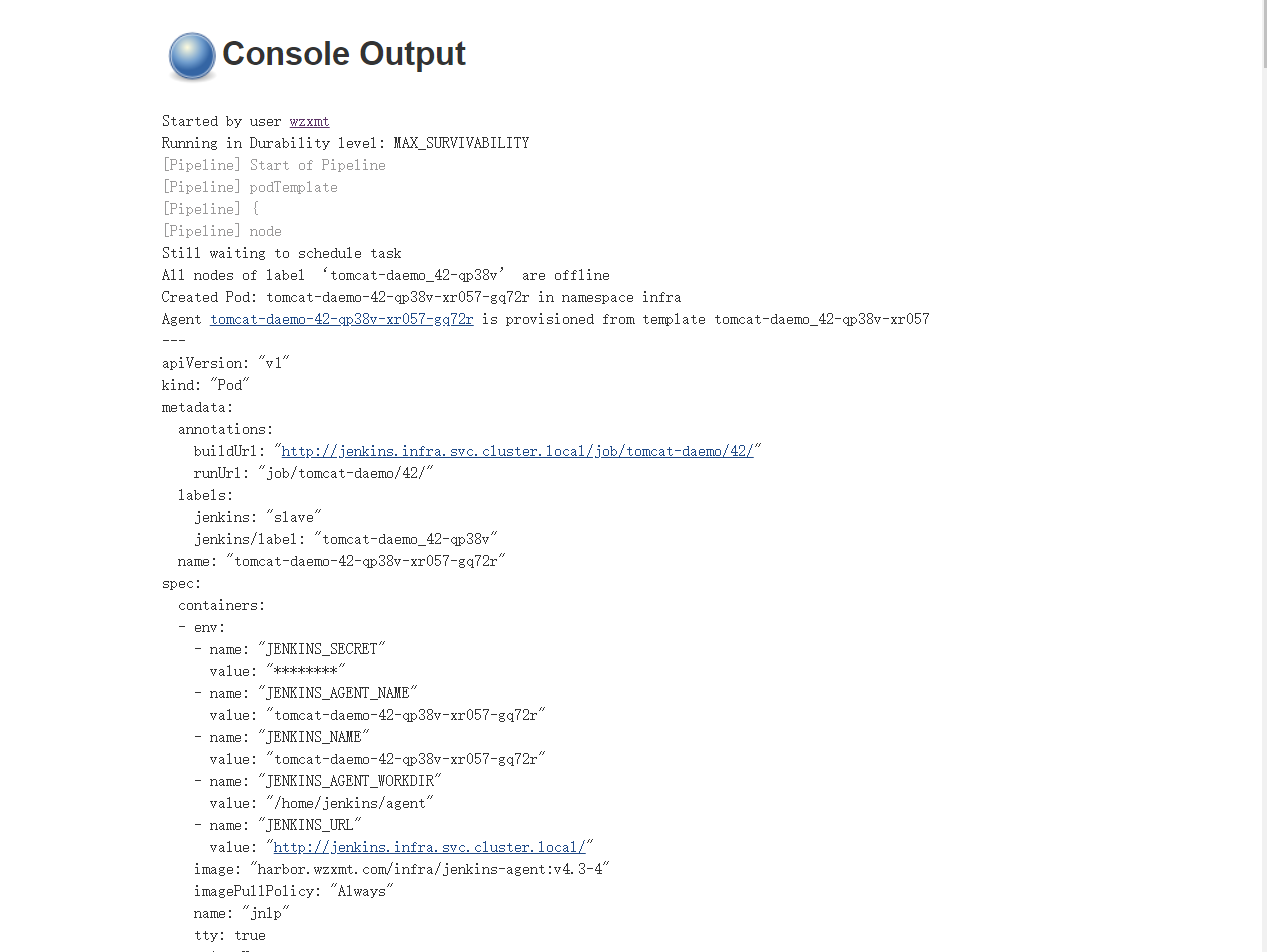 Console Output
Started by user wzxmt
Running in Durability level: MAX_SURVIVABILITY
[Pipeline] Start of Pipeline
[Pipeline] podTemplate
[Pipeline] {
[Pipeline] node
Still waiting to schedule task
All nodes of label ‘tomcat-daemo_42-qp38v’ are offline
Created Pod: tomcat-daemo-42-qp38v-xr057-gq72r in namespace infra
Agent tomcat-daemo-42-qp38v-xr057-gq72r is provisioned from template tomcat-daemo_42-qp38v-xr057
---
apiVersion: "v1"
kind: "Pod"
metadata:
  annotations:
    buildUrl: "http://jenkins.infra.svc.cluster.local/job/tomcat-daemo/42/"
    runUrl: "job/tomcat-daemo/42/"
  labels:
    jenkins: "slave"
    jenkins/label: "tomcat-daemo_42-qp38v"
  name: "tomcat-daemo-42-qp38v-xr057-gq72r"
spec:
  containers:
  - env:
    - name: "JENKINS_SECRET"
      value: "********"
    - name: "JENKINS_AGENT_NAME"
      value: "tomcat-daemo-42-qp38v-xr057-gq72r"
    - name: "JENKINS_NAME"
      value: "tomcat-daemo-42-qp38v-xr057-gq72r"
    - name: "JENKINS_AGENT_WORKDIR"
      value: "/home/jenkins/agent"
    - name: "JENKINS_URL"
      value: "http://jenkins.infra.svc.cluster.local/"
    image: "harbor.wzxmt.com/infra/jenkins-agent:v4.3-4"
    imagePullPolicy: "Always"
    name: "jnlp"
    tty: true